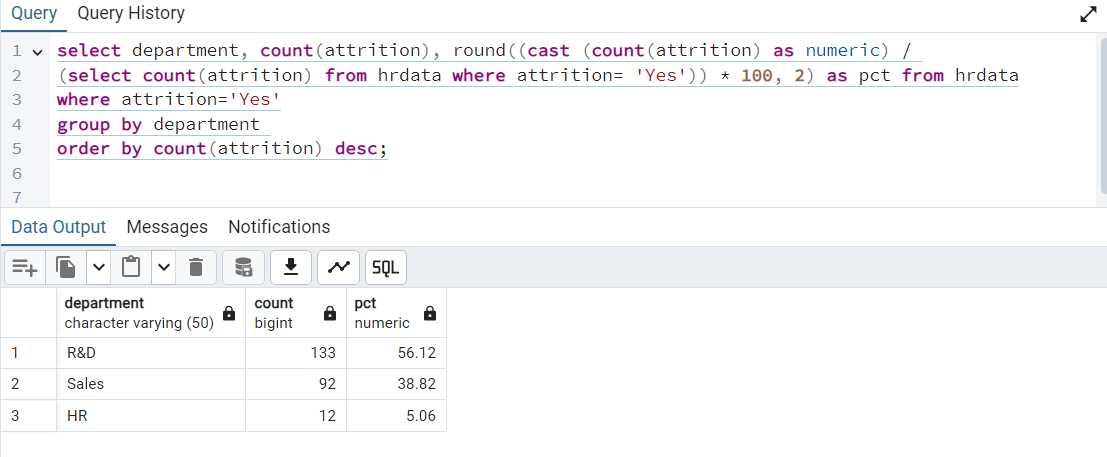 Query Query History
1 select department, count(attrition), round((cast (count(attrition) as numeric) /
2 (select count(attrition) from hrdata where attrition= 'Yes')) * 100, 2) as pct from hrdata
3 where attrition='Yes'
4 group by department
5 order by count(attrition) desc;
6
7
Data Output Messages Notifications
SQL
department count pct
character varying (50) bigint numeric
1 R&D 133 56.12
2 Sales 92 38.82
3 HR 12 5.06